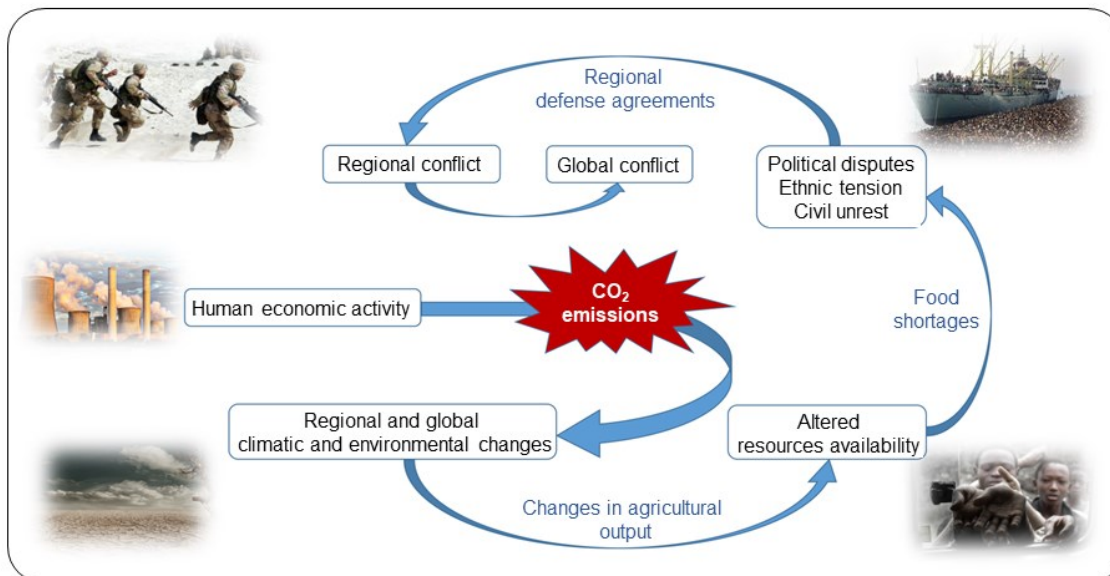 Regional
defense agreements
Regional conflict
Global conflict
Political disputes
Ethnic tension
Civil unrest
Human economic activity
CO₂
emissions
Food
shortages
Regional and global
climatic and environmental changes
Altered
resources availability
Changes in agricultural
output